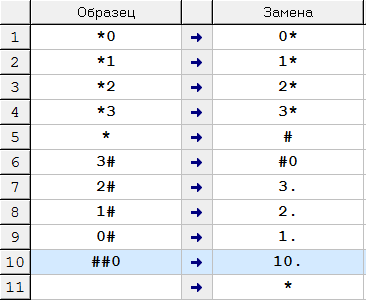 Образец Замена
1 *0 → 0*
2 *1 → 1*
3 *2 → 2*
4 *3 → 3*
5 * → #
6 3# → #0
7 2# → 3.
8 1# → 2.
9 0# → 1.
10 ##0 → 10.
11 → *